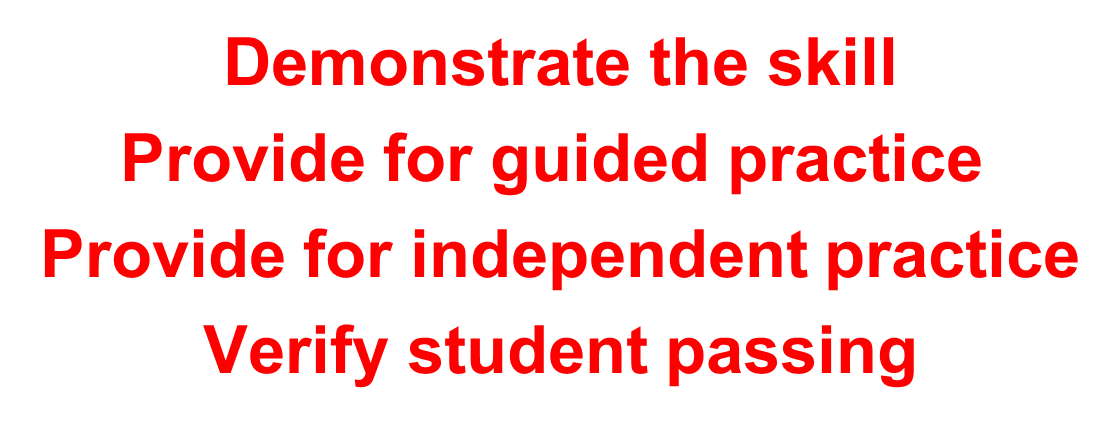 Demonstrate the skill
Provide for guided practice
Provide for independent practice
Verify student passing